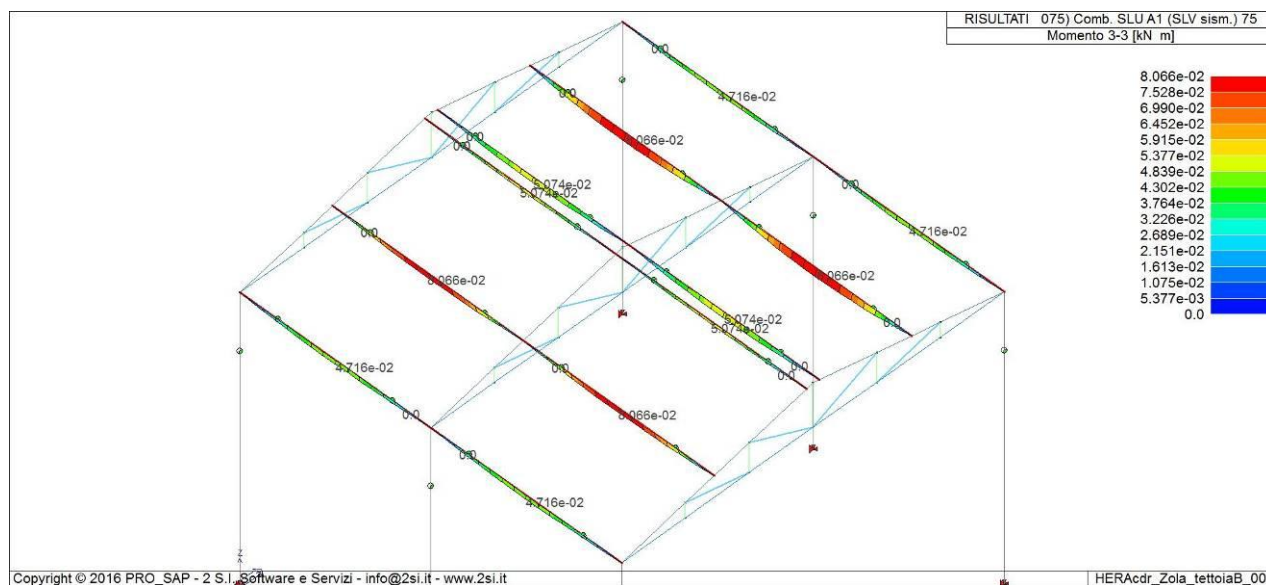 RISULTATI 075) Comb. SLU A1 (SLV sism.) 75
Momento 3-3 [kN m]
8.066e-02
7.528e-02
6.990e-02
6.452e-02
5.915e-02
5.377e-02
4.839e-02
4.302e-02
3.764e-02
3.226e-02
2.689e-02
2.151e-02
1.613e-02
1.075e-02
5.377e-03
0.0
0.0
4.716e-02
0.0
8.066e-02
0.0
0.0
5.074e-02
5.074e-02
0.0
4.716e-02
0.0
8.066e-02
8.066e-02
0.0
5.074e-02
5.074e-02
0.0
0.0
4.716e-02
0.0
0.0
8.066e-02
0.0
4.716e-02
Z
Copyright © 2016 PRO_SAP - 2 S.I. Software e Servizi - info@2si.it - www.2si.it
HERAcdr_Zola_tettoiaB_00